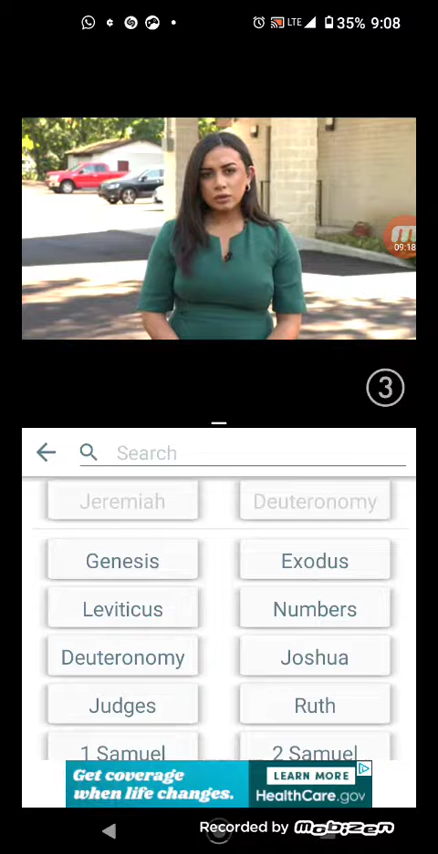 LTE 35% 9:08
09:18
3
Search
Jeremiah Deuteronomy
Genesis Exodus
Leviticus Numbers
Deuteronomy Joshua
Judges Ruth
1 Samuel 2 Samuel
Get coverage
when life changes.
LEARN MORE
HealthCare.gov
Recorded by mobizen